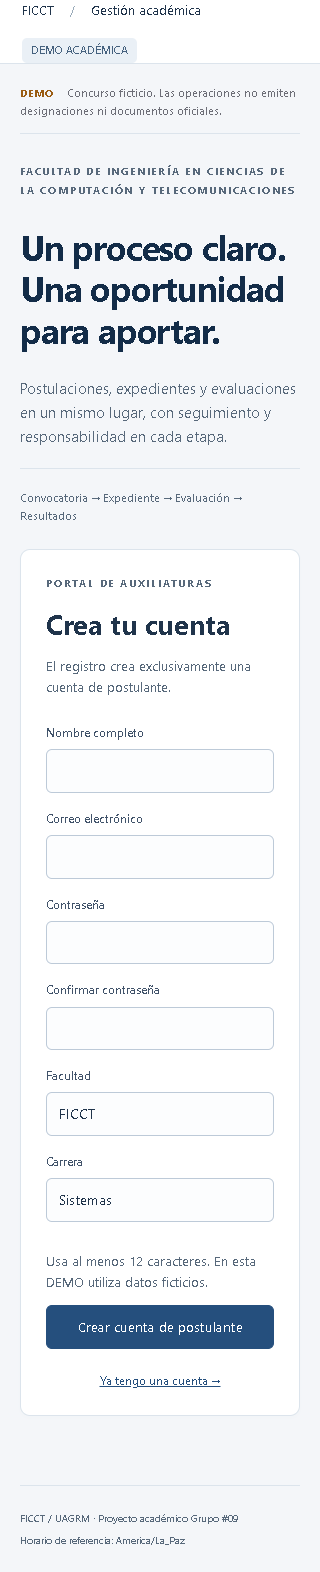 FICCT / Gestión académica
DEMO ACADÉMICA
DEMO Concurso ficticio. Las operaciones no emiten
designaciones ni documentos oficiales.
FACULTAD DE INGENIERÍA EN CIENCIAS DE
LA COMPUTACIÓN Y TELECOMUNICACIONES
Un proceso claro.
Una oportunidad
para aportar.
Postulaciones, expedientes y evaluaciones
en un mismo lugar, con seguimiento y
responsabilidad en cada etapa.
Convocatoria → Expediente → Evaluación →
Resultados
PORTAL DE AUXILIATURAS
Crea tu cuenta
El registro crea exclusivamente una
cuenta de postulante.
Nombre completo
Correo electrónico
Contraseña
Confirmar contraseña
Facultad
FICCT
Carrera
Sistemas
Usa al menos 12 caracteres. En esta
DEMO utiliza datos ficticios.
Crear cuenta de postulante
Ya tengo una cuenta →
FICCT / UAGRM · Proyecto académico Grupo #09
Horario de referencia: America/La_Paz